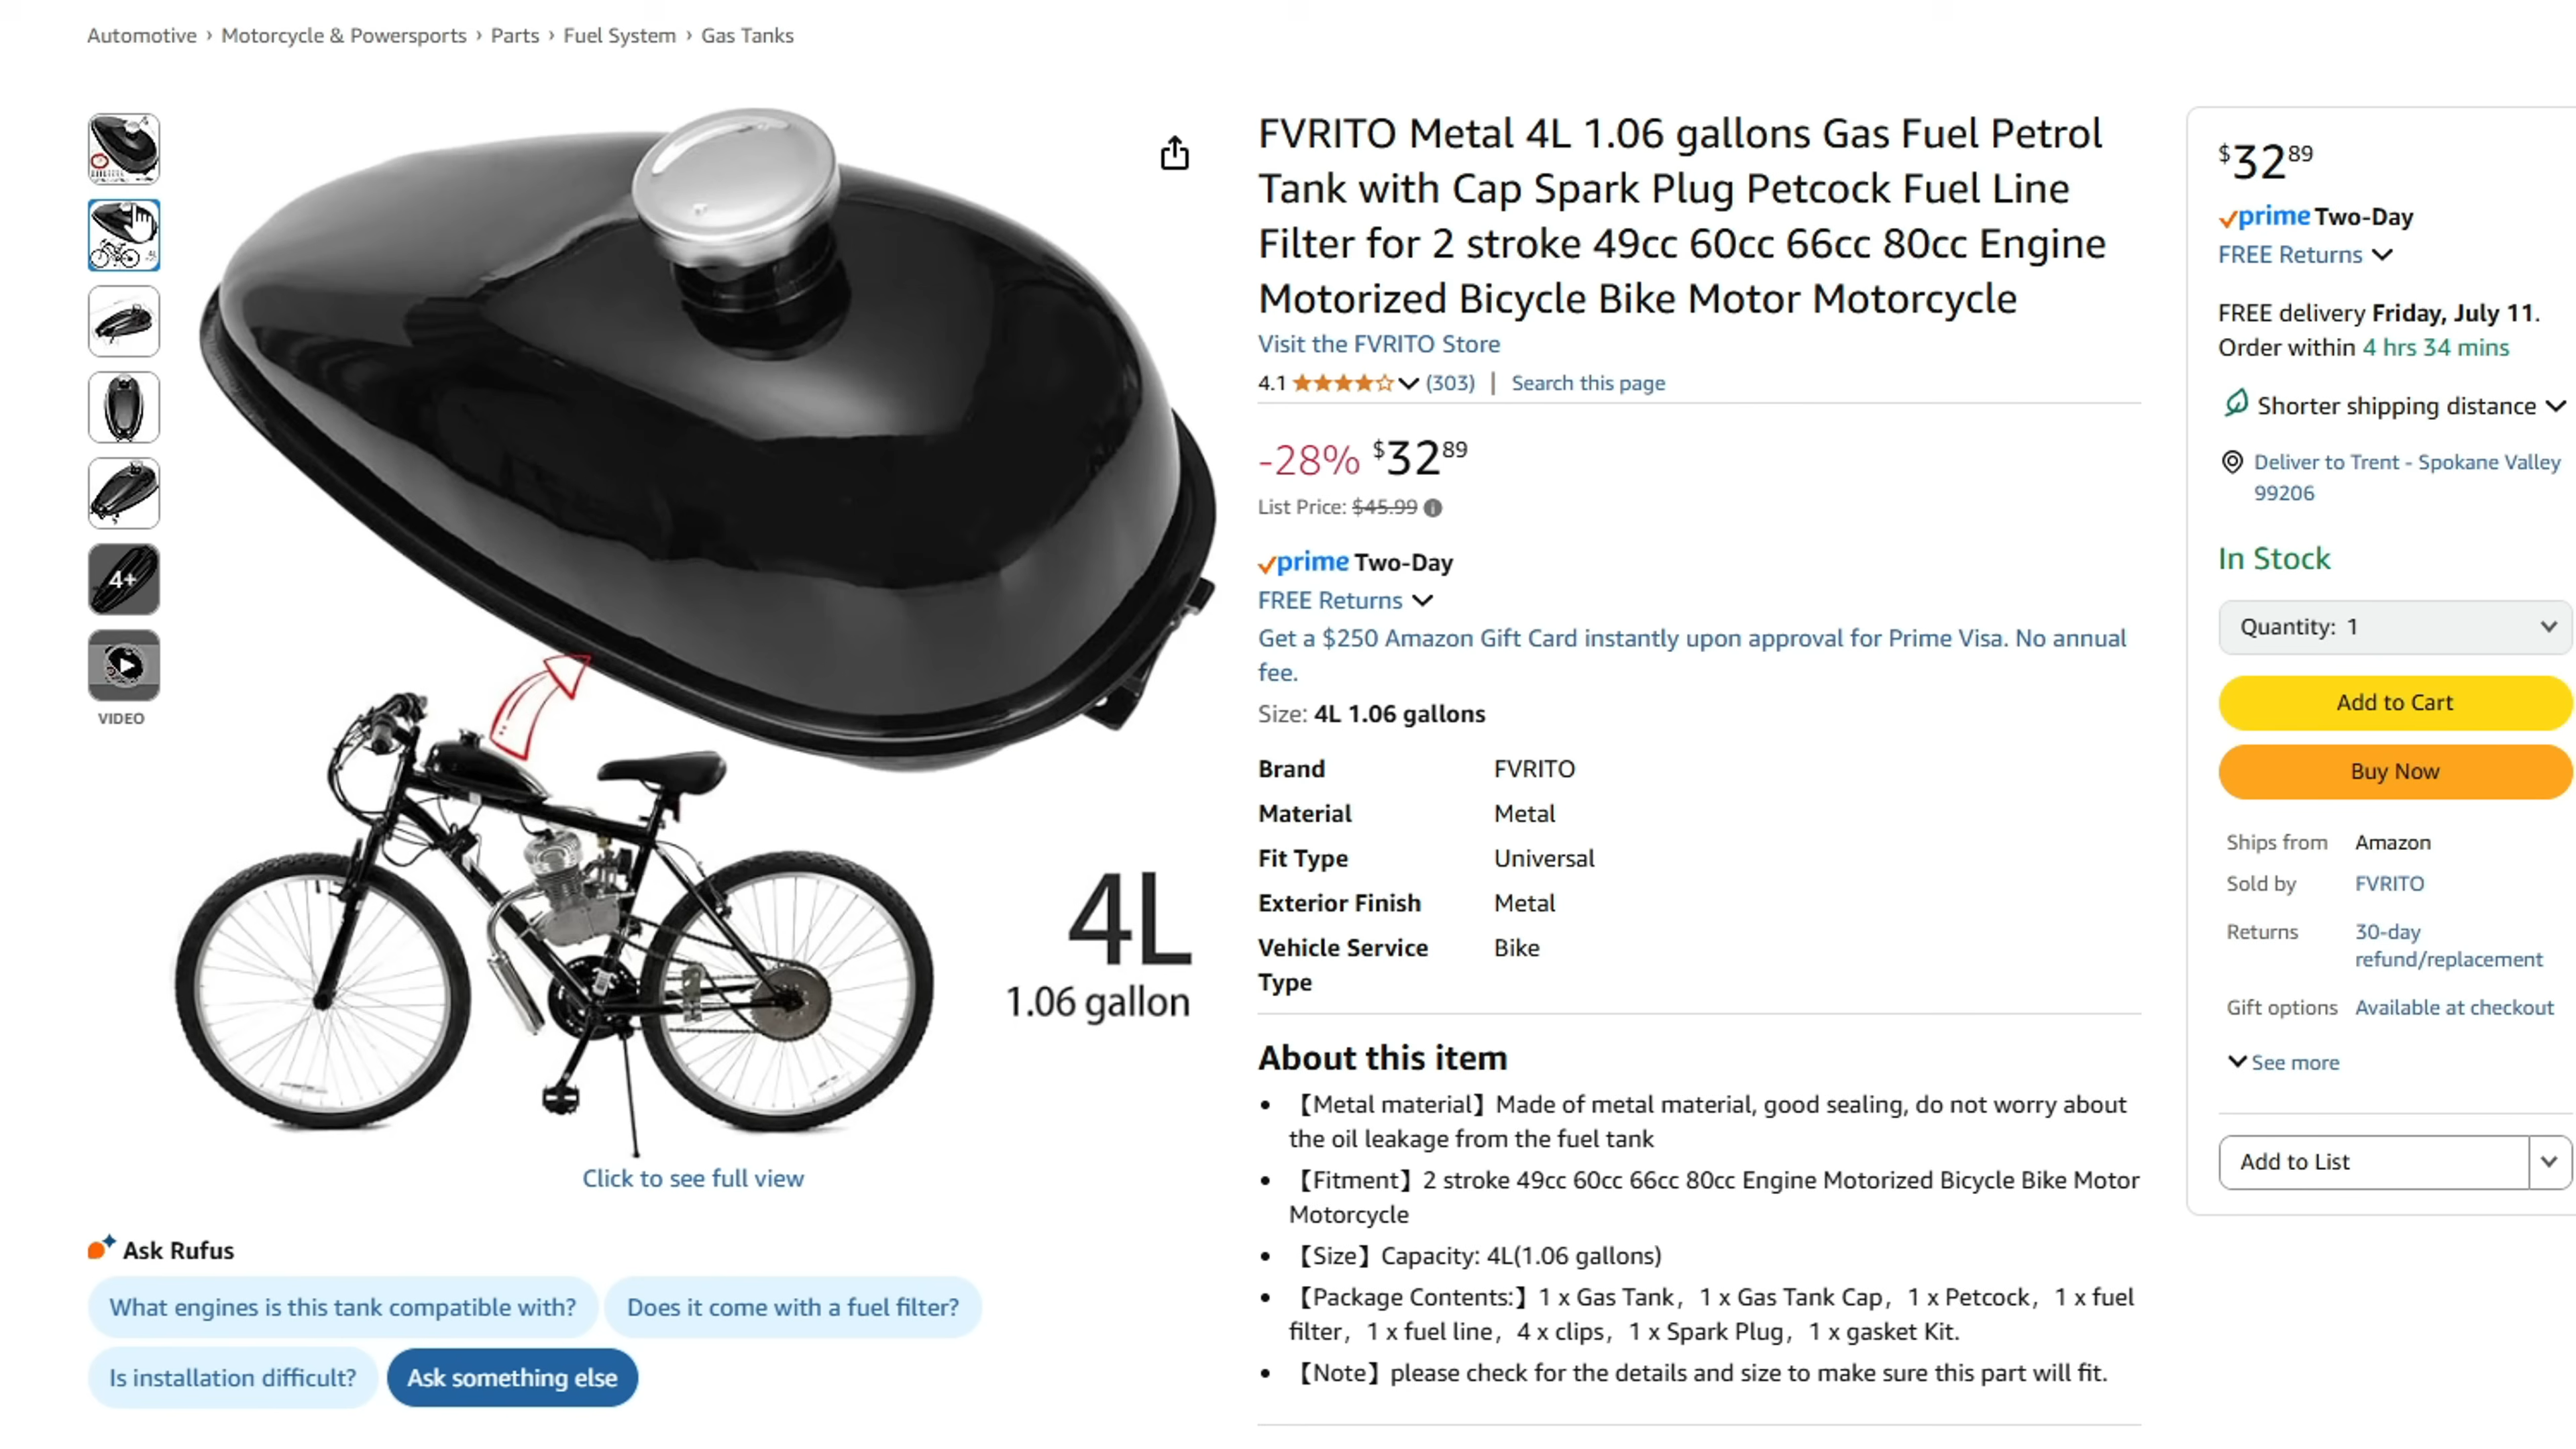 Automotive › Motorcycle & Powersports › Parts › Fuel System › Gas Tanks
4+
VIDEO
4L
1.06 gallon
Click to see full view
Ask Rufus
What engines is this tank compatible with?
Does it come with a fuel filter?
Is installation difficult?
Ask something else
FVRITO Metal 4L 1.06 gallons Gas Fuel Petrol
Tank with Cap Spark Plug Petcock Fuel Line
Filter for 2 stroke 49cc 60cc 66cc 80cc Engine
Motorized Bicycle Bike Motor Motorcycle
Visit the FVRITO Store
4.1 (303) | Search this page
-28% $32 89
List Price: $45.99
prime Two-Day
FREE Returns
Get a $250 Amazon Gift Card instantly upon approval for Prime Visa. No annual
fee.
Size: 4L 1.06 gallons
Brand FVRITO
Material Metal
Fit Type Universal
Exterior Finish Metal
Vehicle Service Bike
Type
About this item
• 【Metal material】Made of metal material, good sealing, do not worry about
the oil leakage from the fuel tank
• 【Fitment】2 stroke 49cc 60cc 66cc 80cc Engine Motorized Bicycle Bike Motor
Motorcycle
• 【Size】Capacity: 4L(1.06 gallons)
• 【Package Contents:】1 x Gas Tank，1 x Gas Tank Cap，1 x Petcock，1 x fuel
filter，1 x fuel line，4 x clips，1 x Spark Plug，1 x gasket Kit.
• 【Note】please check for the details and size to make sure this part will fit.
$32 89
prime Two-Day
FREE Returns
FREE delivery Friday, July 11.
Order within 4 hrs 34 mins
Shorter shipping distance
Deliver to Trent - Spokane Valley
99206
In Stock
Quantity: 1
Add to Cart
Buy Now
Ships from Amazon
Sold by FVRITO
Returns 30-day
refund/replacement
Gift options Available at checkout
See more
Add to List